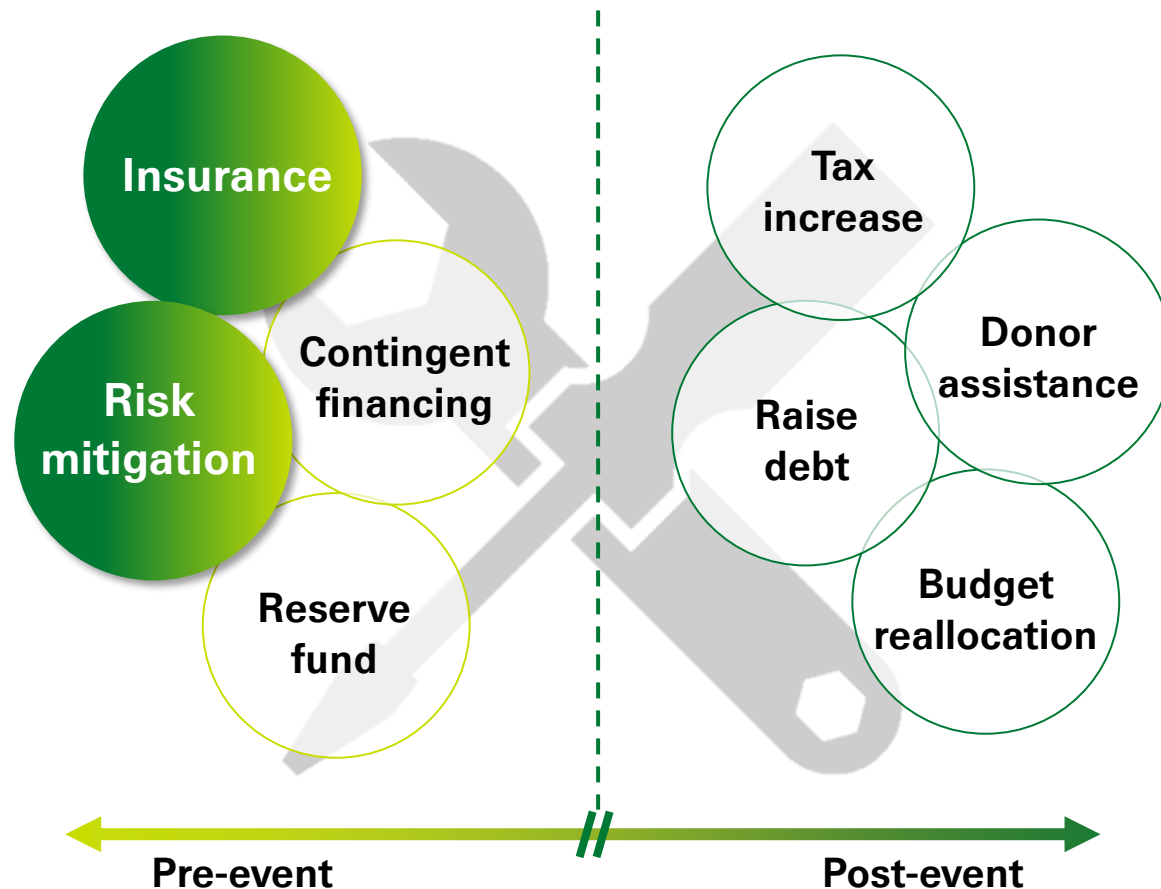 Insurance
Risk
mitigation
Contingent
financing
Reserve
fund
Tax
increase
Donor
assistance
Raise
debt
Budget
reallocation
Pre-event
Post-event